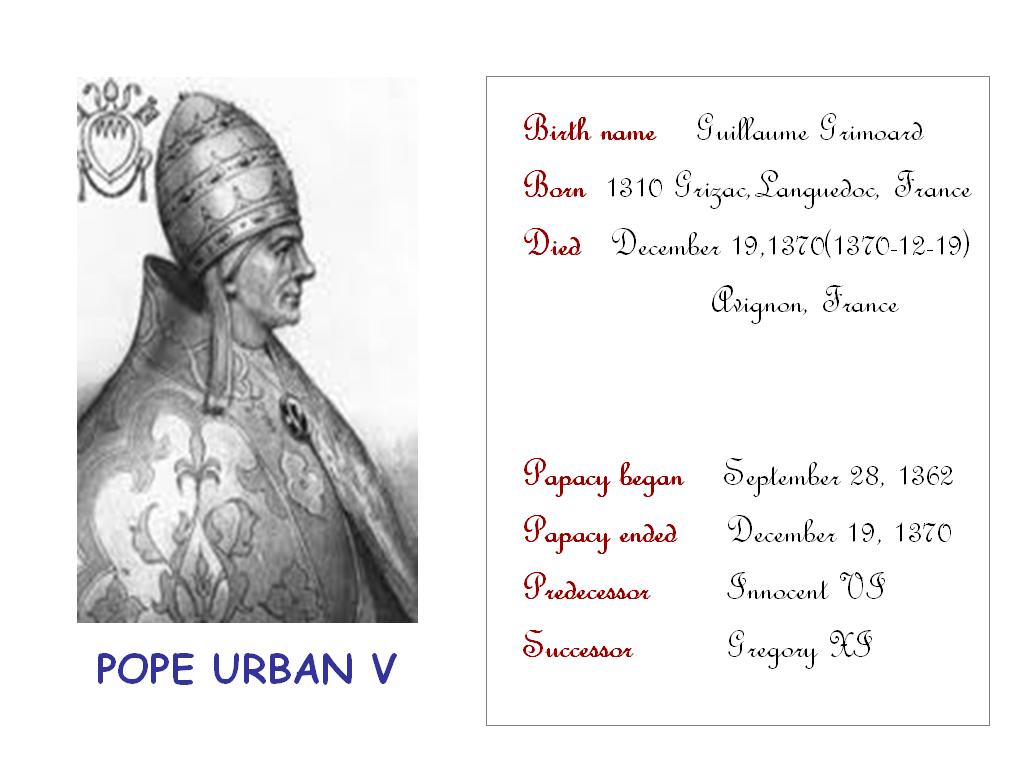 Birth name Guillaume Grimoard
Born 1310 Grizac, Languedoc, France
Died December 19,1370(1370-12-19)
Avignon, France
Papacy began September 28, 1362
Papacy ended December 19, 1370
Predecessor Innocent VI
Successor Gregory XI
POPE URBAN V